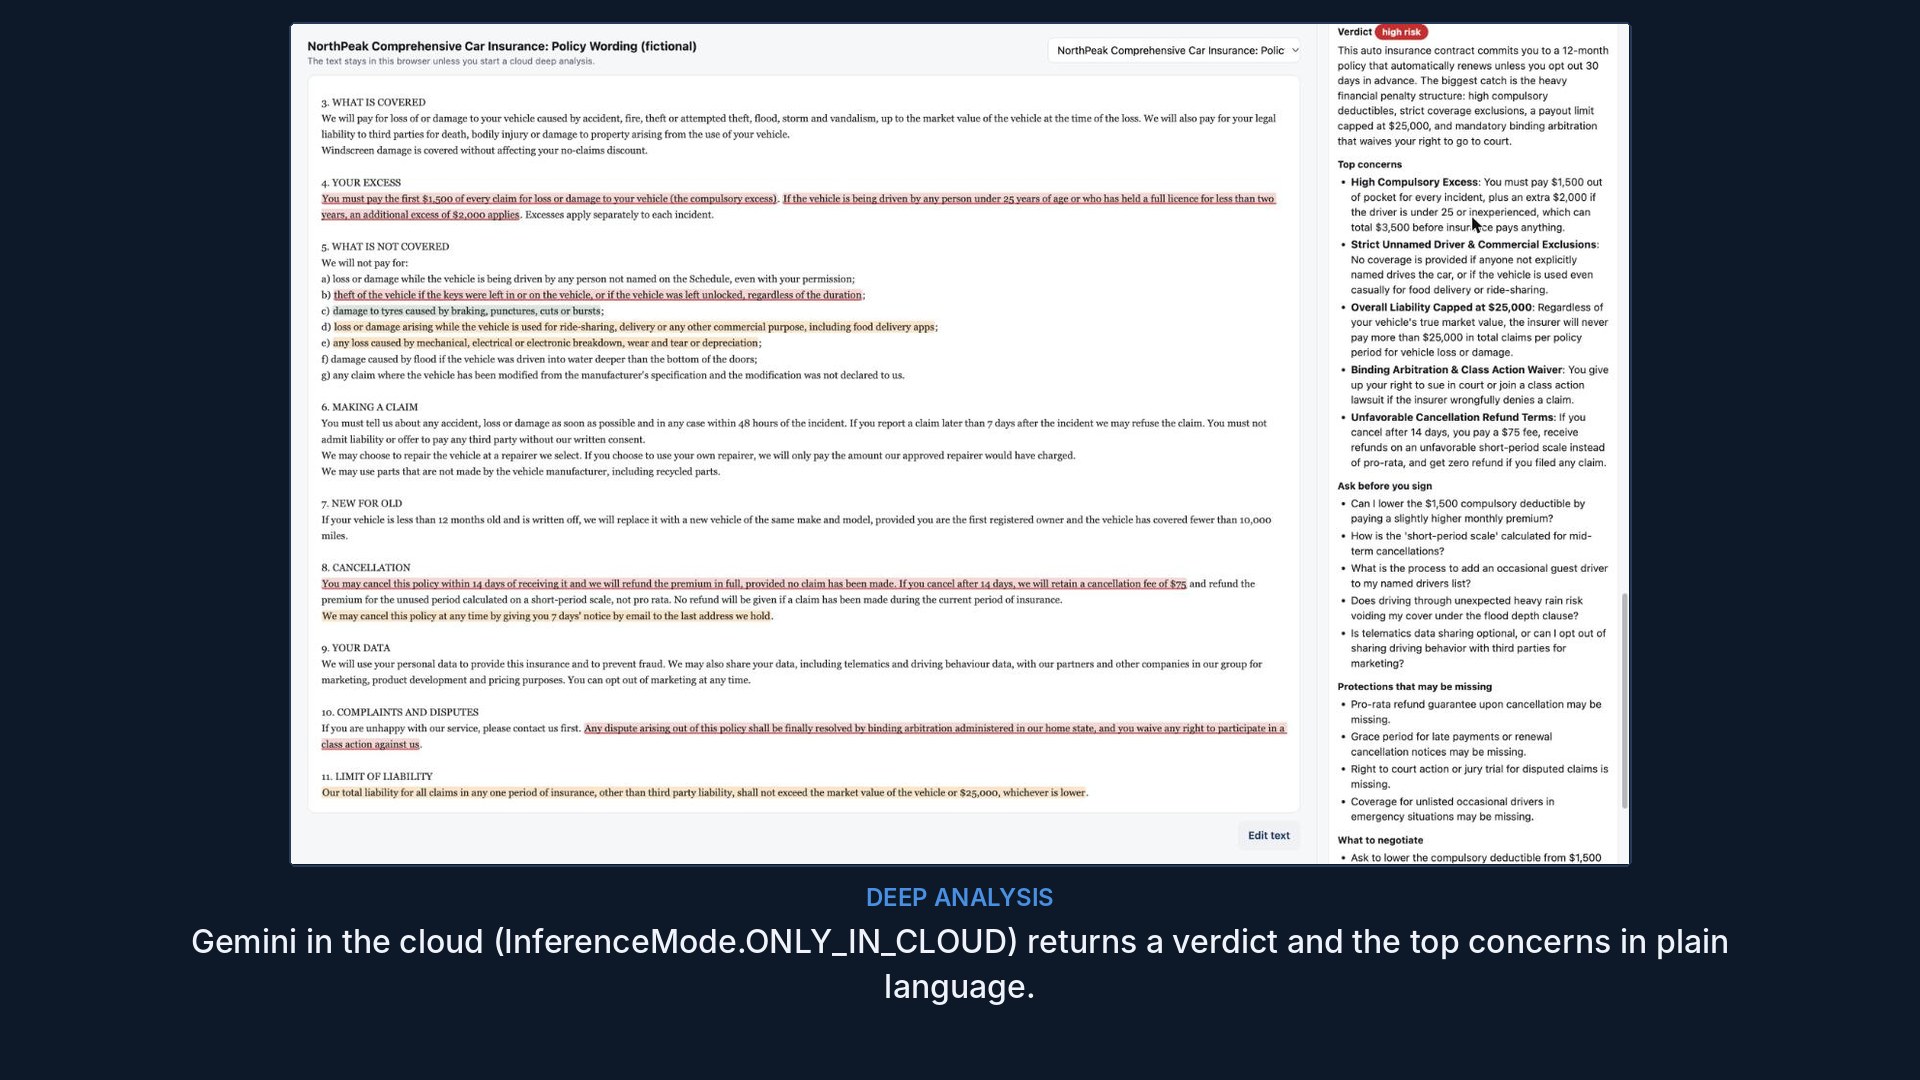 NorthPeak Comprehensive Car Insurance: Policy Wording (fictional)
The text stays in this browser unless you start a cloud deep analysis.
NorthPeak Comprehensive Car Insurance: Polic
3. WHAT IS COVERED
We will pay for loss of or damage to your vehicle caused by accident, fire, theft or attempted theft, flood, storm and vandalism, up to the market value of the vehicle at the time of the loss. We will also pay for your legal
liability to third parties for death, bodily injury or damage to property arising from the use of your vehicle.
Windscreen damage is covered without affecting your no-claims discount.
4. YOUR EXCESS
You must pay the first $1,500 of every claim for loss or damage to your vehicle (the compulsory excess). If the vehicle is being driven by any person under 25 years of age or who has held a full licence for less than two
years, an additional excess of $2,000 applies. Excesses apply separately to each incident.
5. WHAT IS NOT COVERED
We will not pay for:
a) loss or damage while the vehicle is being driven by any person not named on the Schedule, even with your permission;
b) theft of the vehicle if the keys were left in or on the vehicle, or if the vehicle was left unlocked, regardless of the duration;
c) damage to tyres caused by braking, punctures, cuts or bursts;
d) loss or damage arising while the vehicle is used for ride-sharing, delivery or any other commercial purpose, including food delivery apps;
e) any loss caused by mechanical, electrical or electronic breakdown, wear and tear or depreciation;
f) damage caused by flood if the vehicle was driven into water deeper than the bottom of the doors;
g) any claim where the vehicle has been modified from the manufacturer's specification and the modification was not declared to us.
6. MAKING A CLAIM
You must tell us about any accident, loss or damage as soon as possible and in any case within 48 hours of the incident. If you report a claim later than 7 days after the incident we may refuse the claim. You must not
admit liability or offer to pay any third party without our written consent.
We may choose to repair the vehicle at a repairer we select. If you choose to use your own repairer, we will only pay the amount our approved repairer would have charged.
We may use parts that are not made by the vehicle manufacturer, including recycled parts.
7. NEW FOR OLD
If your vehicle is less than 12 months old and is written off, we will replace it with a new vehicle of the same make and model, provided you are the first registered owner and the vehicle has covered fewer than 10,000
miles.
8. CANCELLATION
You may cancel this policy within 14 days of receiving it and we will refund the premium in full, provided no claim has been made. If you cancel after 14 days, we will retain a cancellation fee of $75 and refund the
premium for the unused period calculated on a short-period scale, not pro rata. No refund will be given if a claim has been made during the current period of insurance.
We may cancel this policy at any time by giving you 7 days' notice by email to the last address we hold.
9. YOUR DATA
We will use your personal data to provide this insurance and to prevent fraud. We may also share your data, including telematics and driving behaviour data, with our partners and other companies in our group for
marketing, product development and pricing purposes. You can opt out of marketing at any time.
10. COMPLAINTS AND DISPUTES
If you are unhappy with our service, please contact us first. Any dispute arising out of this policy shall be finally resolved by binding arbitration administered in our home state, and you waive any right to participate in a
class action against us.
11. LIMIT OF LIABILITY
Our total liability for all claims in any one period of insurance, other than third party liability, shall not exceed the market value of the vehicle or $25,000, whichever is lower.
Edit text
Verdict high risk
This auto insurance contract commits you to a 12-month
policy that automatically renews unless you opt out 30
days in advance. The biggest catch is the heavy
financial penalty structure: high compulsory
deductibles, strict coverage exclusions, a payout limit
capped at $25,000, and mandatory binding arbitration
that waives your right to go to court.
Top concerns
• High Compulsory Excess: You must pay $1,500 out
of pocket for every incident, plus an extra $2,000 if
the driver is under 25 or inexperienced, which can
total $3,500 before insurance pays anything.
• Strict Unnamed Driver & Commercial Exclusions:
No coverage is provided if anyone not explicitly
named drives the car, or if the vehicle is used even
casually for food delivery or ride-sharing.
• Overall Liability Capped at $25,000: Regardless of
your vehicle's true market value, the insurer will never
pay more than $25,000 in total claims per policy
period for vehicle loss or damage.
• Binding Arbitration & Class Action Waiver: You give
up your right to sue in court or join a class action
lawsuit if the insurer wrongfully denies a claim.
• Unfavorable Cancellation Refund Terms: If you
cancel after 14 days, you pay a $75 fee, receive
refunds on an unfavorable short-period scale instead
of pro-rata, and get zero refund if you filed any claim.
Ask before you sign
• Can I lower the $1,500 compulsory deductible by
paying a slightly higher monthly premium?
• How is the 'short-period scale' calculated for mid-
term cancellations?
• What is the process to add an occasional guest driver
to my named drivers list?
• Does driving through unexpected heavy rain risk
voiding my cover under the flood depth clause?
• Is telematics data sharing optional, or can I opt out of
sharing driving behavior with third parties for
marketing?
Protections that may be missing
• Pro-rata refund guarantee upon cancellation may be
missing.
• Grace period for late payments or renewal
cancellation notices may be missing.
• Right to court action or jury trial for disputed claims is
missing.
• Coverage for unlisted occasional drivers in
emergency situations may be missing.
What to negotiate
• Ask to lower the compulsory deductible from $1,500
DEEP ANALYSIS
Gemini in the cloud (InferenceMode.ONLY_IN_CLOUD) returns a verdict and the top concerns in plain
language.